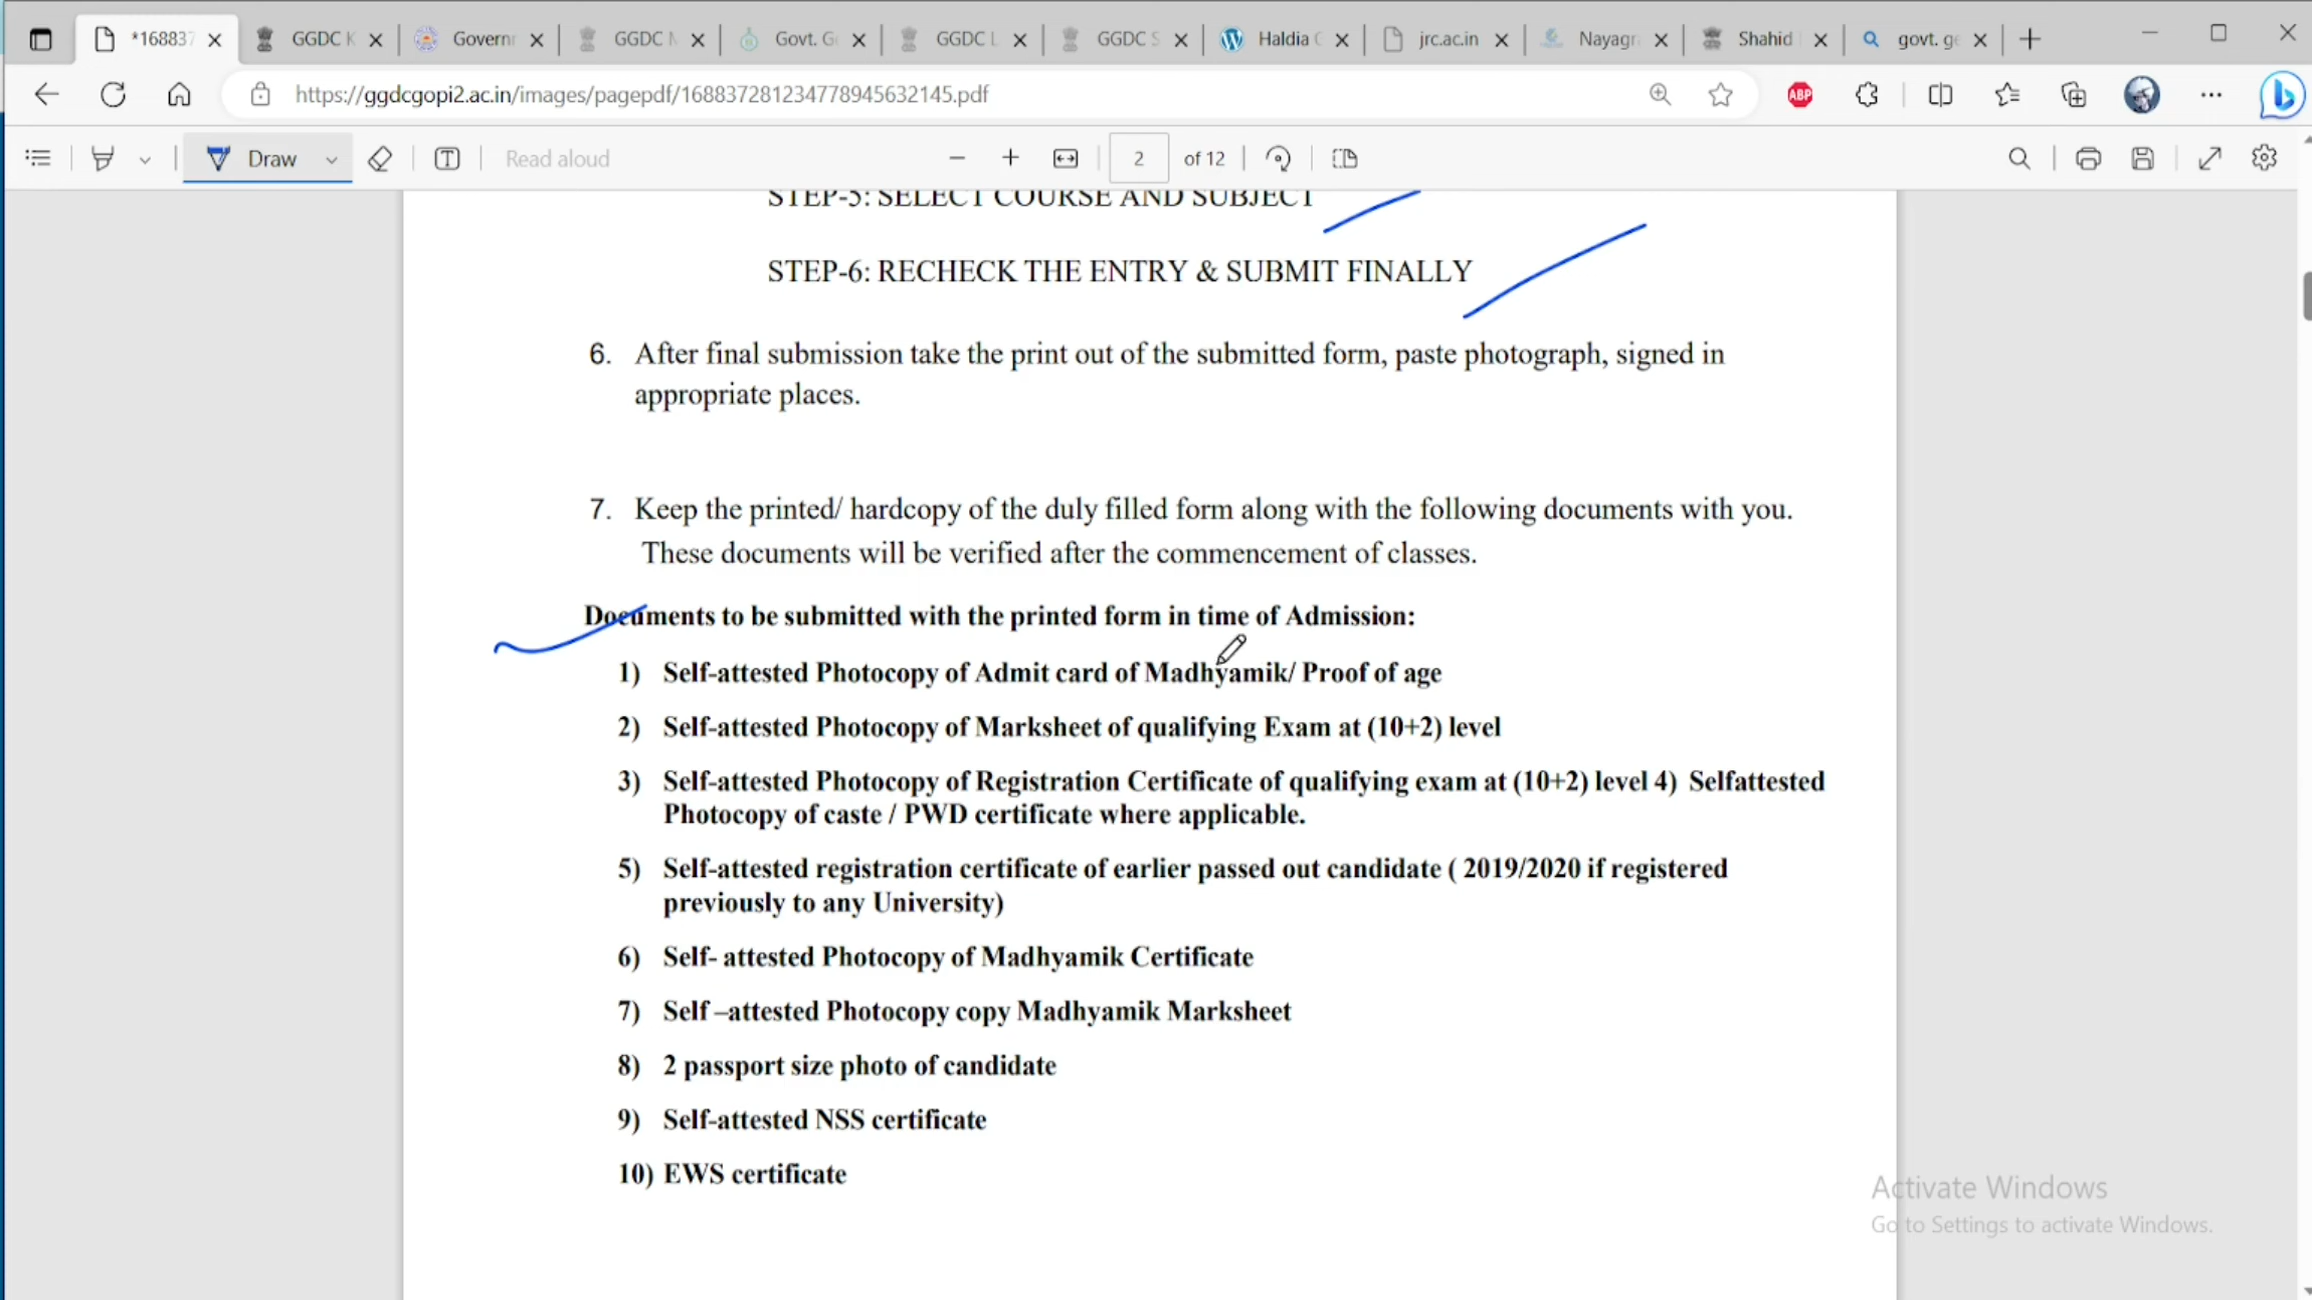 *168837
GGDC K
Govern
GGDC
Govt. G
GGDC L
GGDC S
Haldia
jrc.ac.in
Nayagr
Shahid
govt. ge
https://ggdcgopi2.ac.in/images/pagepdf/168837281234778945632145.pdf
ABP
Draw
Read aloud
2 of 12
STEP-5: SELECT COURSE AND SUBJECT
STEP-6: RECHECK THE ENTRY & SUBMIT FINALLY
6. After final submission take the print out of the submitted form, paste photograph, signed in
appropriate places.
7. Keep the printed/ hardcopy of the duly filled form along with the following documents with you.
These documents will be verified after the commencement of classes.
Documents to be submitted with the printed form in time of Admission:
1) Self-attested Photocopy of Admit card of Madhyamik/ Proof of age
2) Self-attested Photocopy of Marksheet of qualifying Exam at (10+2) level
3) Self-attested Photocopy of Registration Certificate of qualifying exam at (10+2) level 4) Selfattested
Photocopy of caste / PWD certificate where applicable.
5) Self-attested registration certificate of earlier passed out candidate ( 2019/2020 if registered
previously to any University)
6) Self- attested Photocopy of Madhyamik Certificate
7) Self –attested Photocopy copy Madhyamik Marksheet
8) 2 passport size photo of candidate
9) Self-attested NSS certificate
10) EWS certificate
Activate Windows
Go to Settings to activate Windows.